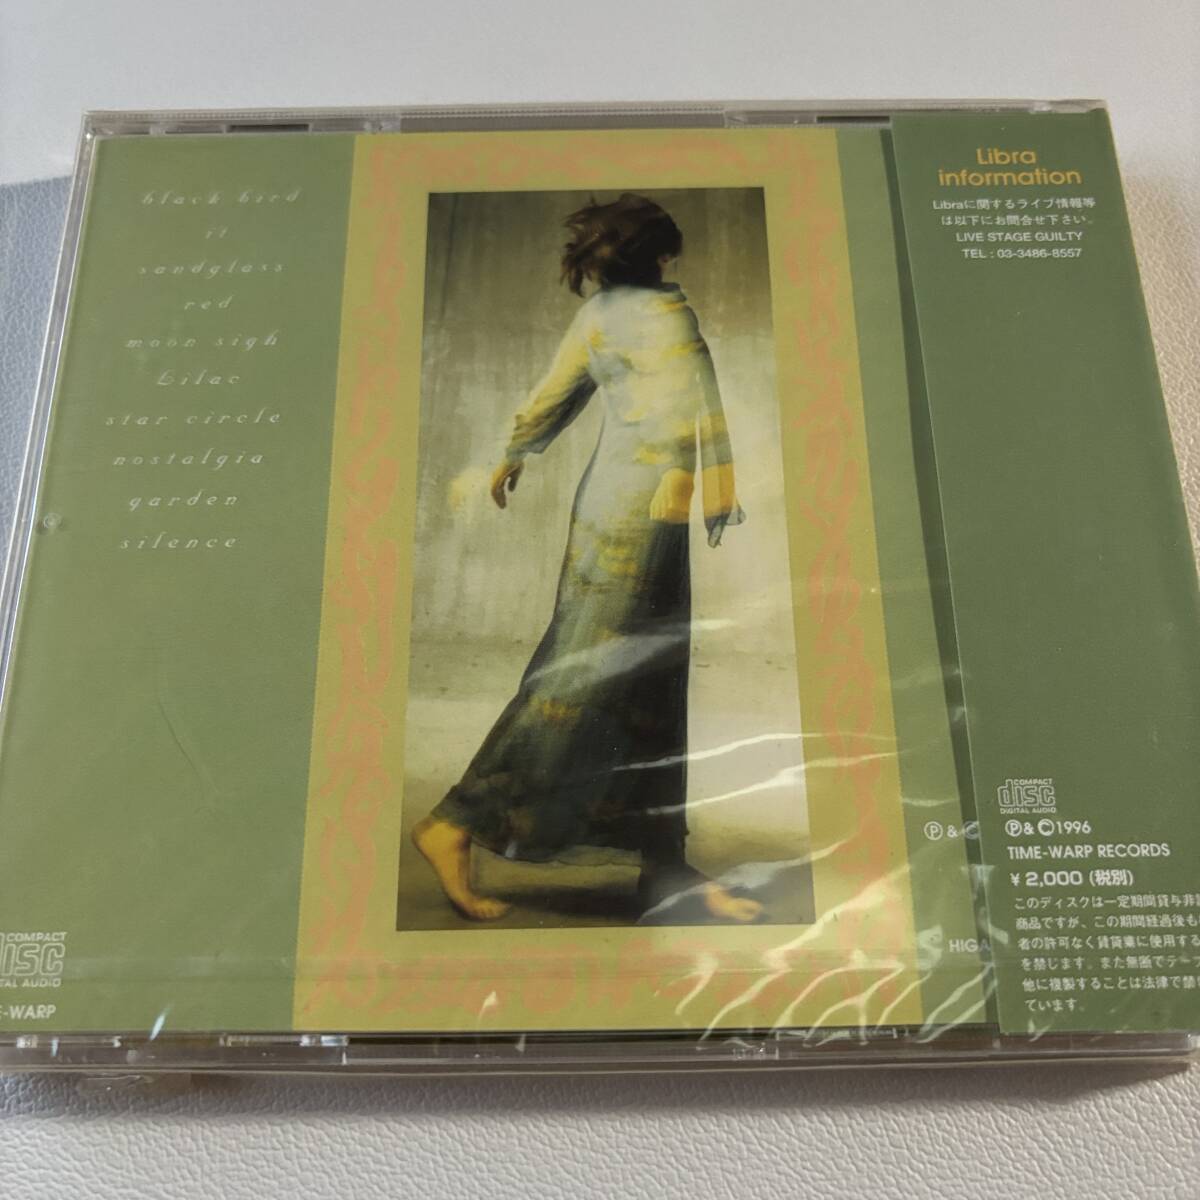 black bird
it
sandglass
red
moon sigh
Lilac
star circle
nostalgia
garden
silence
COMPACT
disc
DIGITAL AUDIO
E-WARP
℗ & ©
HIGA
Libra
information
Libraに関するライブ情報等
は以下にお問合せ下さい。
LIVE STAGE GUILTY
TEL : 03-3486-8557
COMPACT
disc
DIGITAL AUDIO
℗& ©1996
TIME-WARP RECORDS
¥ 2,000 (税別)
このディスクは一定期間貸与非
商品ですが、この期間経過後も
者の許可なく賃貸業に使用する
を禁じます。また無断でテープ
他に複製することは法律で禁
ています。